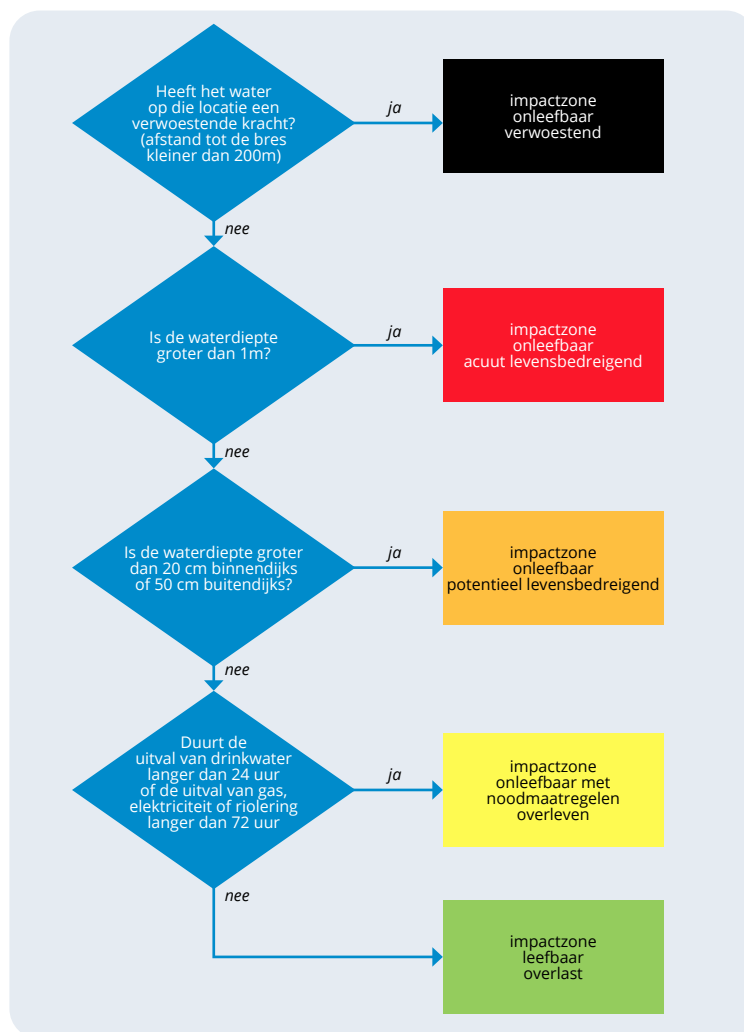 Heeft het water
op die locatie een
verwoestende kracht?
(afstand tot de bres
kleiner dan 200m)
ja
impactzone
onleefbaar
verwoestend
nee
Is de waterdiepte
groter dan 1m?
ja
impactzone
onleefbaar
acuut levensbedreigend
nee
Is de waterdiepte groter
dan 20 cm binnendijks
of 50 cm buitendijks?
ja
impactzone
onleefbaar
potentieel levensbedreigend
nee
Duurt de
uitval van drinkwater
langer dan 24 uur
of de uitval van gas,
elektriciteit of riolering
langer dan 72 uur
ja
impactzone
onleefbaar met
noodmaatregelen
overleven
nee
impactzone
leefbaar
overlast